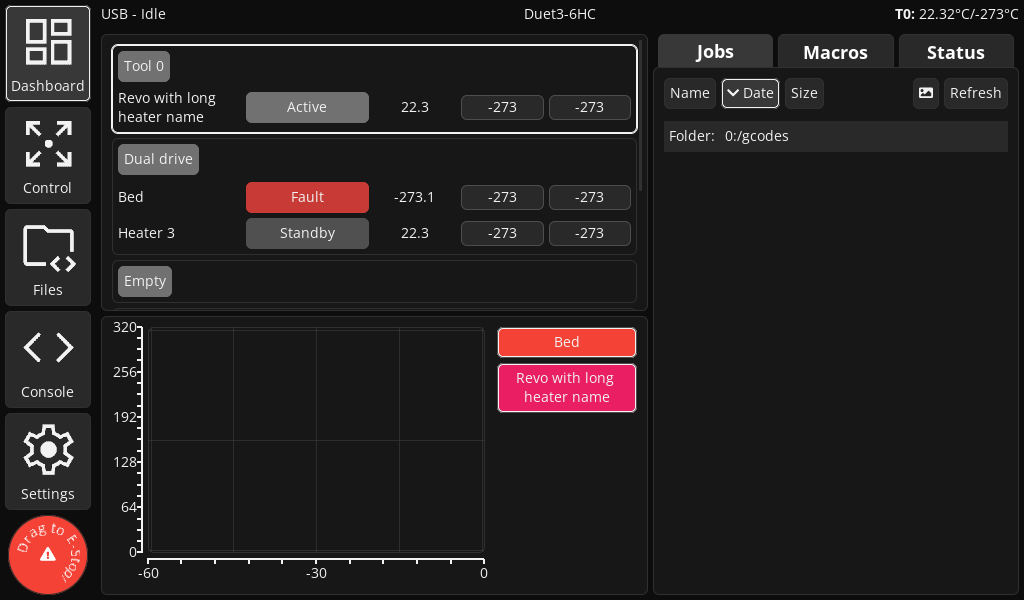 USB - Idle
Duet3-6HC
T0: 22.32°C/-273°C
Dashboard
Control
Files
Console
Settings
Drag to E-Stop!
Tool 0
Revo with long
heater name
Active
22.3
-273
-273
Dual drive
Bed
Fault
-273.1
-273
-273
Heater 3
Standby
22.3
-273
-273
Empty
320
256
192
128
64
0
-60
-30
0
Bed
Revo with long
heater name
Jobs
Macros
Status
Name
Date
Size
Refresh
Folder: 0:/gcodes